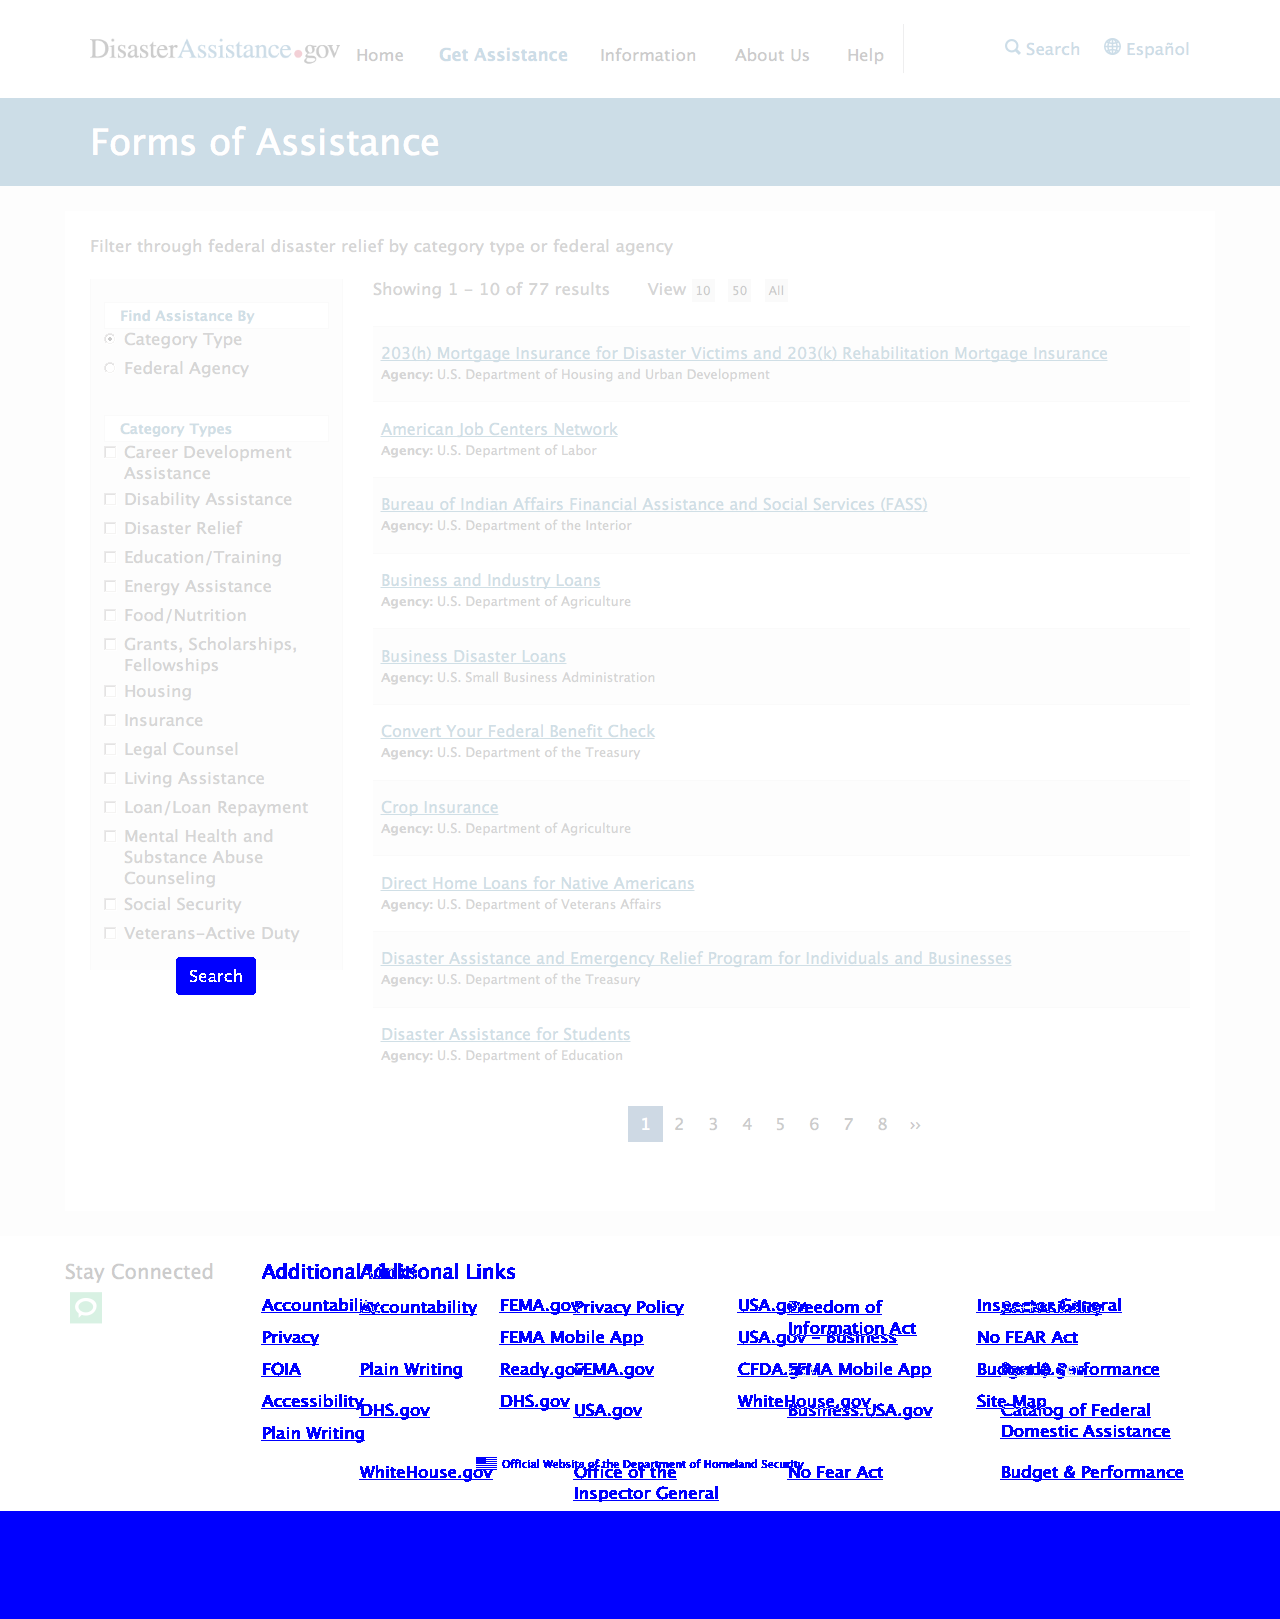 DisasterAssistance.gov Home Get Assistance Information About Us Help Search Español
Forms of Assistance
Filter through federal disaster relief by category type or federal agency
Showing 1 - 10 of 77 results View 10 50 All
Find Assistance By
Category Type
Federal Agency
Category Types
Career Development
Assistance
Disability Assistance
Disaster Relief
Education/Training
Energy Assistance
Food/Nutrition
Grants, Scholarships,
Fellowships
Housing
Insurance
Legal Counsel
Living Assistance
Loan/Loan Repayment
Mental Health and
Substance Abuse
Counseling
Social Security
Veterans-Active Duty
Search
203(h) Mortgage Insurance for Disaster Victims and 203(k) Rehabilitation Mortgage Insurance
Agency: U.S. Department of Housing and Urban Development
American Job Centers Network
Agency: U.S. Department of Labor
Bureau of Indian Affairs Financial Assistance and Social Services (FASS)
Agency: U.S. Department of the Interior
Business and Industry Loans
Agency: U.S. Department of Agriculture
Business Disaster Loans
Agency: U.S. Small Business Administration
Convert Your Federal Benefit Check
Agency: U.S. Department of the Treasury
Crop Insurance
Agency: U.S. Department of Agriculture
Direct Home Loans for Native Americans
Agency: U.S. Department of Veterans Affairs
Disaster Assistance and Emergency Relief Program for Individuals and Businesses
Agency: U.S. Department of the Treasury
Disaster Assistance for Students
Agency: U.S. Department of Education
1 2 3 4 5 6 7 8 ››
Stay Connected
Additional Links
Accountability Accountability FEMA.gov Privacy Policy USA.gov Freedom of Inspector General
Information Act
Privacy FEMA Mobile App USA.gov - Business No FEAR Act
FOIA Plain Writing Ready.gov FEMA.gov CFDA.gov FEMA Mobile App Budget & Performance
Accessibility DHS.gov DHS.gov USA.gov WhiteHouse.gov Business.USA.gov Site Map Catalog of Federal
Domestic Assistance
Plain Writing
Official Website of the Department of Homeland Security
WhiteHouse.gov Office of the No Fear Act Budget & Performance
Inspector General